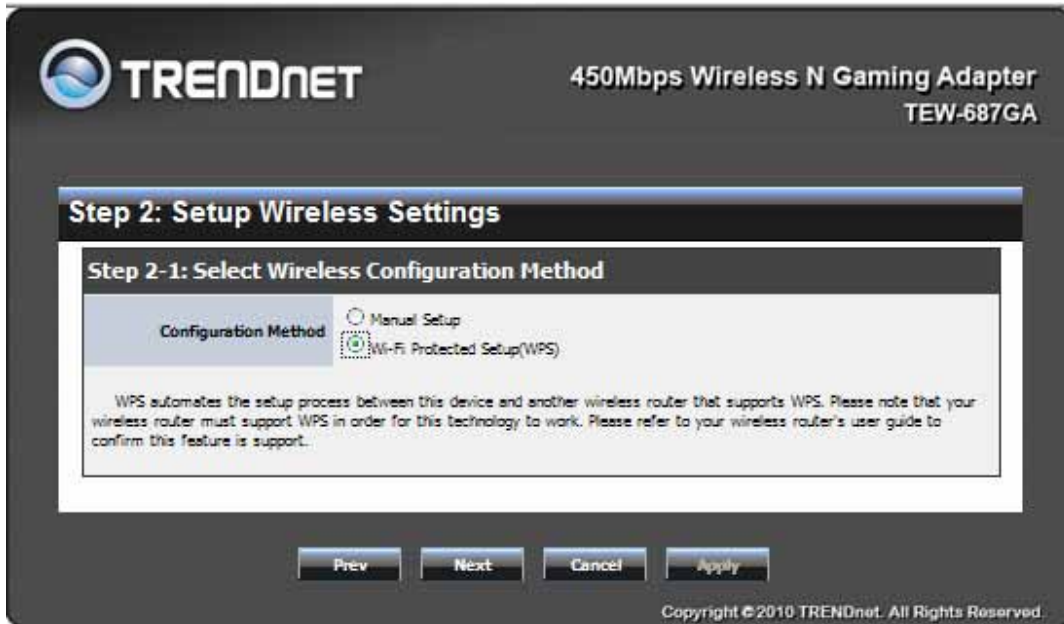 TRENDNET
450Mbps Wireless N Gaming Adapter
TEW-687GA
Step 2: Setup Wireless Settings
Step 2-1: Select Wireless Configuration Method
Configuration Method
Manual Setup
Wi-Fi Protected Setup(WPS)
WPS automates the setup process between this device and another wireless router that supports WPS. Please note that your
wireless router must support WPS in order for this technology to work. Please refer to your wireless router's user guide to
confirm this feature is support.
Prev Next Cancel Apply
Copyright © 2010 TRENDnet. All Rights Reserved.